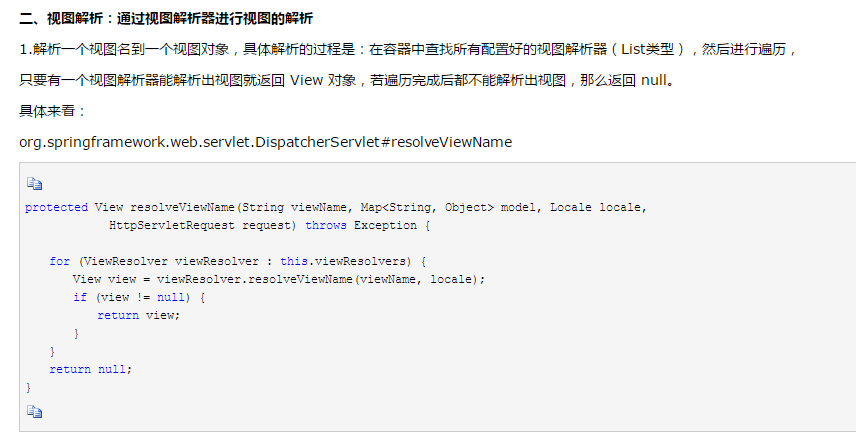 二、视图解析：通过视图解析器进行视图的解析
1.解析一个视图名到一个视图对象，具体解析的过程是：在容器中查找所有配置好的视图解析器（List类型），然后进行遍历，
只要有一个视图解析器能解析出视图就返回 View 对象，若遍历完成后都不能解析出视图，那么返回 null。
具体来看：
org.springframework.web.servlet.DispatcherServlet#resolveViewName
protected View resolveViewName(String viewName, Map<String, Object> model, Locale locale,
            HttpServletRequest request) throws Exception {
    for (ViewResolver viewResolver : this.viewResolvers) {
        View view = viewResolver.resolveViewName(viewName, locale);
        if (view != null) {
            return view;
        }
    }
    return null;
}